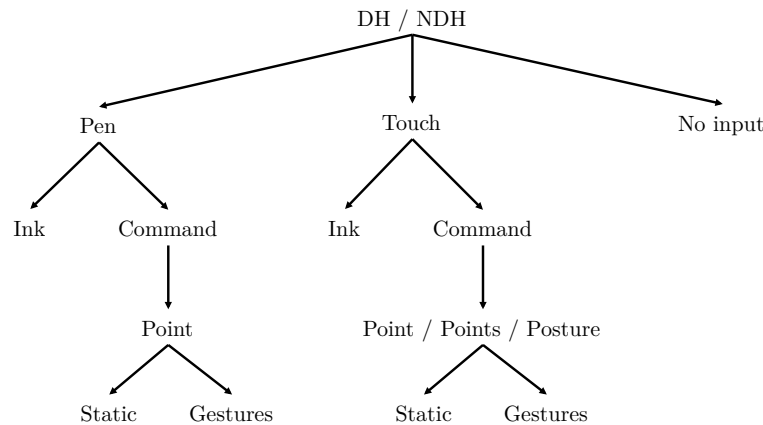 DH / NDH
Pen
Touch
No input
Ink
Command
Ink
Command
Point
Point / Points / Posture
Static
Gestures
Static
Gestures